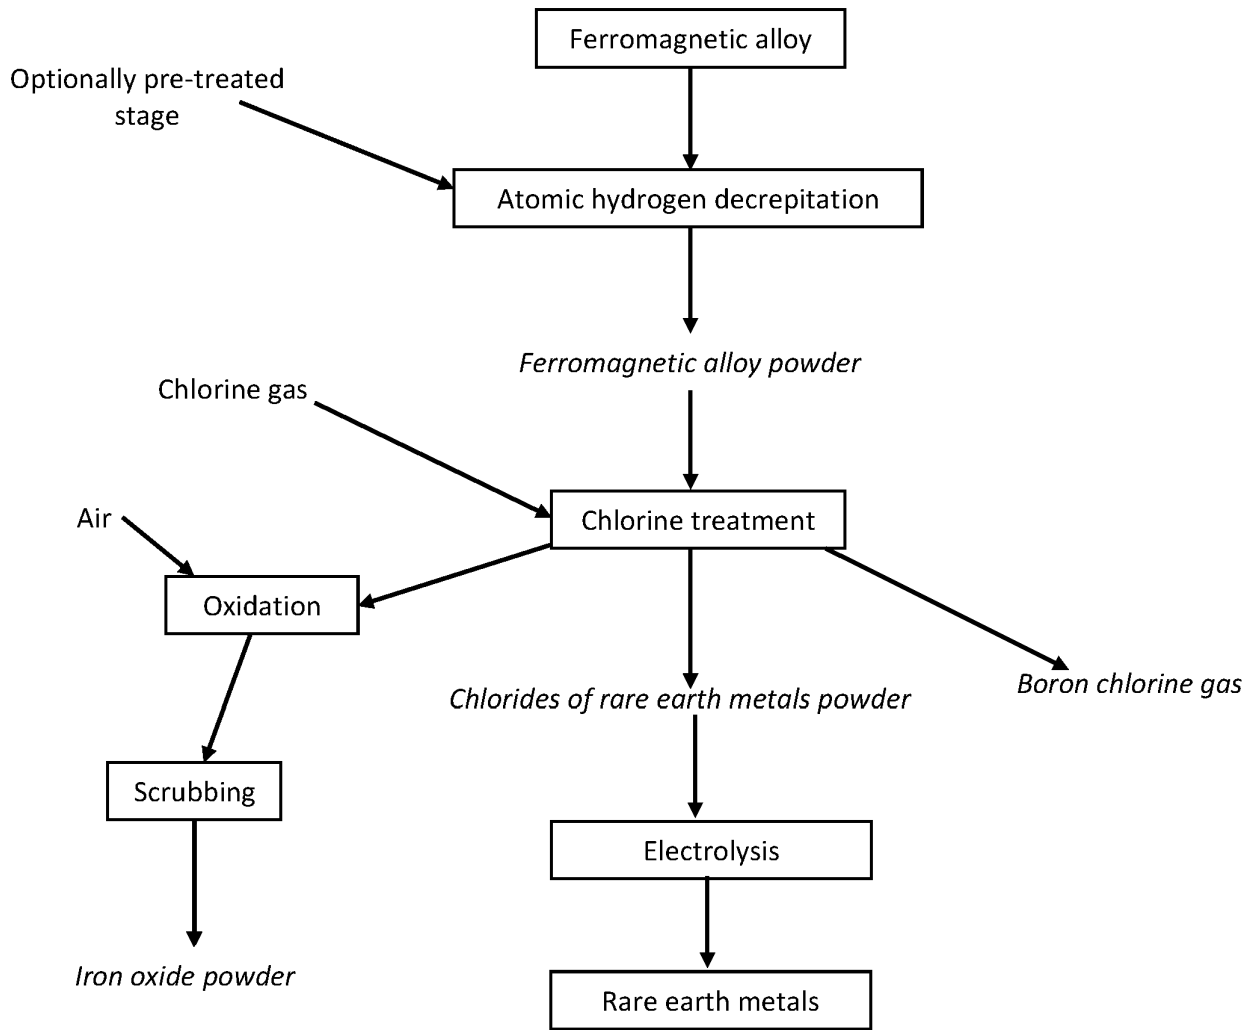 Ferromagnetic alloy
Optionally pre-treated
stage
Atomic hydrogen decrepitation
Ferromagnetic alloy powder
Chlorine gas
Chlorine treatment
Air
Oxidation
Boron chlorine gas
Chlorides of rare earth metals powder
Scrubbing
Electrolysis
Iron oxide powder
Rare earth metals